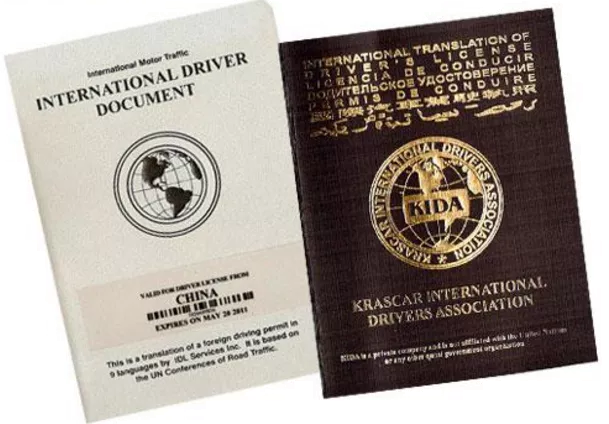 International Motor Traffic
INTERNATIONAL DRIVER
DOCUMENT
VALID FOR DRIVER LICENSE FROM
CHINA
EXPIRES ON MAY 20 2011
This is a translation of a foreign driving permit in
9 languages by IDL Services Inc. It is based on
the UN Conferences of Road Traffic.
INTERNATIONAL TRANSLATION OF
DRIVER'S LICENSE
LICENCIA DE CONDUCIR
ВОДИТЕЛЬСКОЕ УДОСТОВЕРЕНИЕ
PERMIS DE CONDUIRE
KRASCAR INTERNATIONAL DRIVERS ASSOCIATION
KIDA
KRASCAR INTERNATIONAL
DRIVERS ASSOCIATION
KIDA is a private company and is not affiliated with the United Nations
or any other quasi government organization